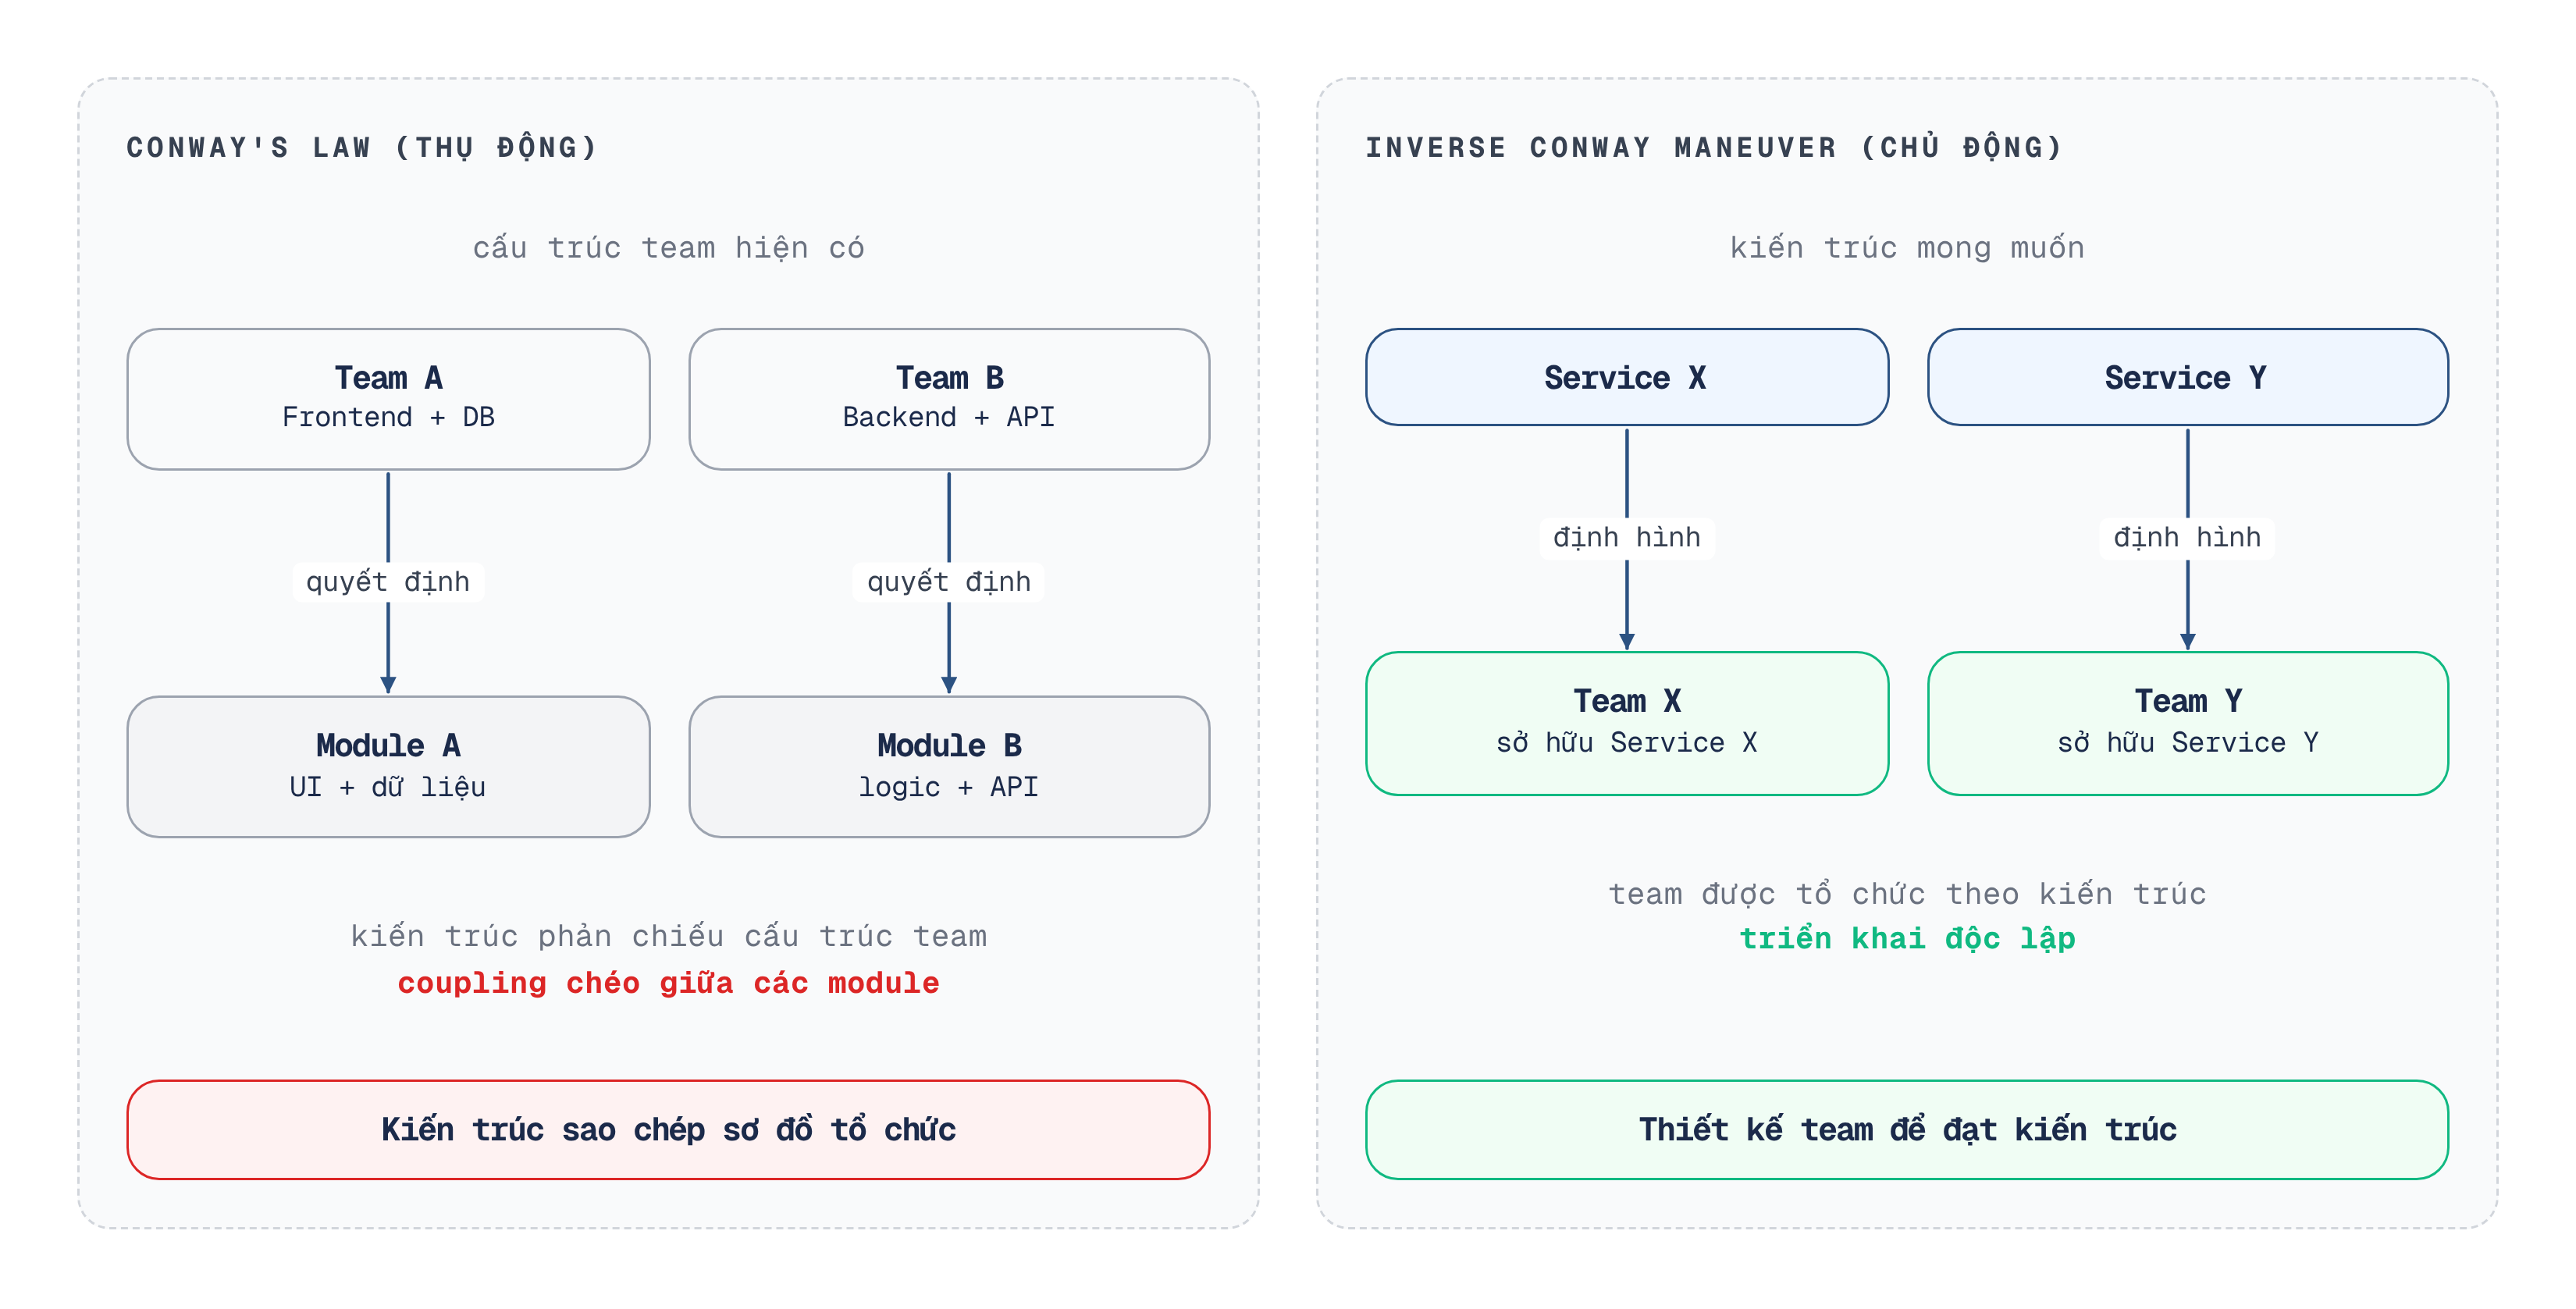 CONWAY'S LAW (THỤ ĐỘNG)
cấu trúc team hiện có
Team A
Frontend + DB
Team B
Backend + API
quyết định
quyết định
Module A
UI + dữ liệu
Module B
logic + API
kiến trúc phản chiếu cấu trúc team
coupling chéo giữa các module
Kiến trúc sao chép sơ đồ tổ chức
INVERSE CONWAY MANEUVER (CHỦ ĐỘNG)
kiến trúc mong muốn
Service X
Service Y
định hình
định hình
Team X
sở hữu Service X
Team Y
sở hữu Service Y
team được tổ chức theo kiến trúc
triển khai độc lập
Thiết kế team để đạt kiến trúc